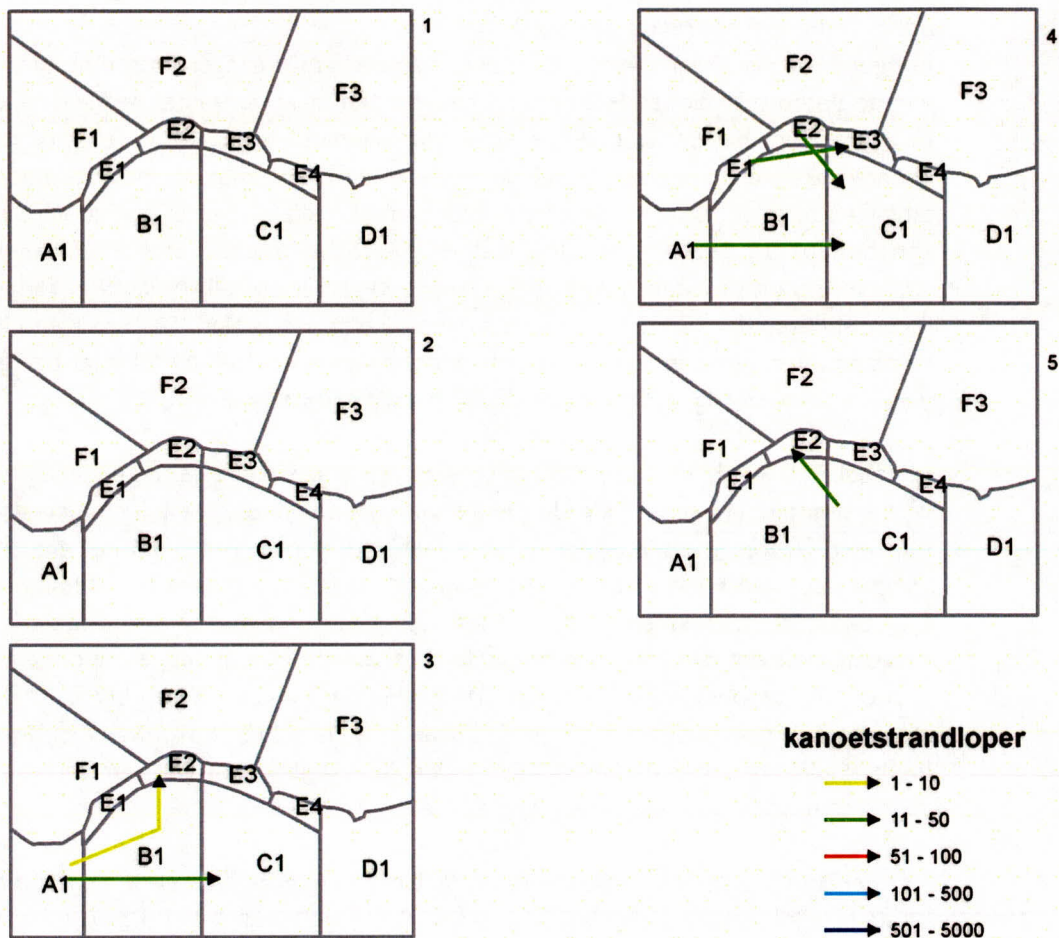 1
F2
F3
F1
E2
E3
E1
E4
B1
C1
A1
D1
2
F2
F3
F1
E2
E3
E1
E4
B1
C1
A1
D1
3
F2
F3
F1
E2
E3
E1
E4
B1
C1
A1
D1
4
F2
F3
F1
E2
E3
E1
E4
B1
C1
A1
D1
5
F2
F3
F1
E2
E3
E1
E4
B1
C1
A1
D1
kanoetstrandloper
1 - 10
11 - 50
51 - 100
101 - 500
501 - 5000